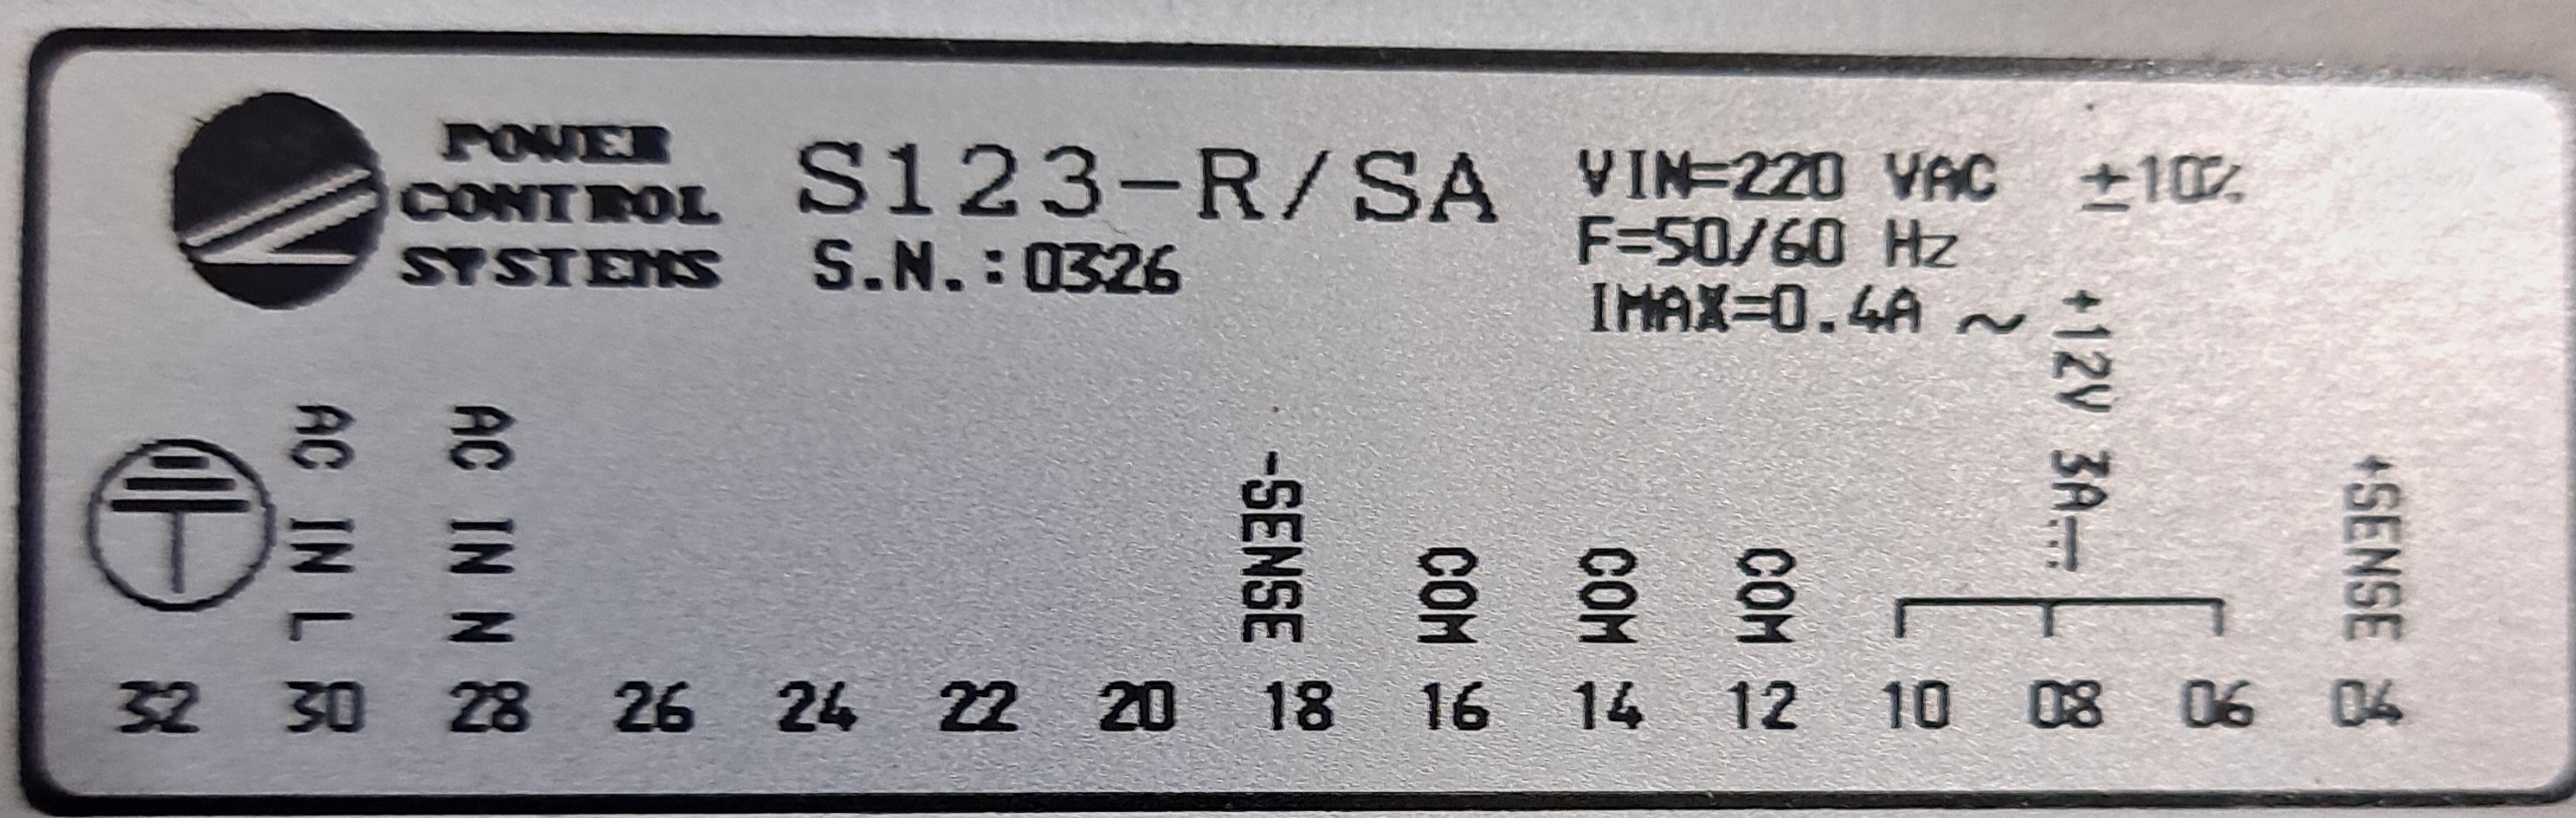 POWER
CONTROL
SYSTEMS
S123-R/SA
S.N.:0326
VIN=220 VAC ±10%
F=50/60 Hz
IMAX=0.4A ~
AC IN L
AC IN N
-SENSE
COM
COM
COM
+12V 3A⎓
+SENSE
32 30 28 26 24 22 20 18 16 14 12 10 08 06 04